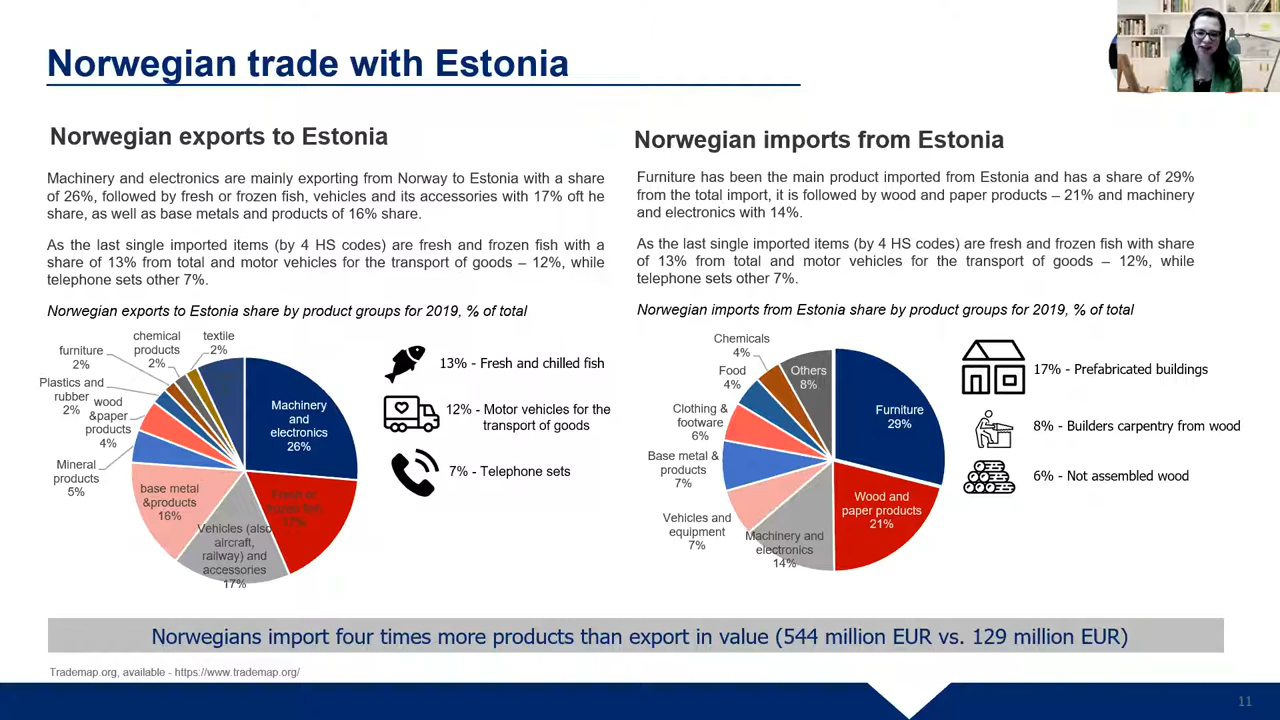 Norwegian trade with Estonia
Norwegian exports to Estonia
Machinery and electronics are mainly exporting from Norway to Estonia with a share
of 26%, followed by fresh or frozen fish, vehicles and its accessories with 17% oft he
share, as well as base metals and products of 16% share.
As the last single imported items (by 4 HS codes) are fresh and frozen fish with a
share of 13% from total and motor vehicles for the transport of goods – 12%, while
telephone sets other 7%.
Norwegian exports to Estonia share by product groups for 2019, % of total
chemical
products
2%
textile
2%
furniture
2%
Plastics and
rubber
2%
wood
&paper
products
4%
Mineral
products
5%
base metal
&products
16%
Vehicles (also
aircraft,
railway) and
accessories
17%
Fresh or
frozen fish
17%
Machinery
and
electronics
26%
13% - Fresh and chilled fish
12% - Motor vehicles for the
transport of goods
7% - Telephone sets
Norwegian imports from Estonia
Furniture has been the main product imported from Estonia and has a share of 29%
from the total import, it is followed by wood and paper products – 21% and machinery
and electronics with 14%.
As the last single imported items (by 4 HS codes) are fresh and frozen fish with share
of 13% from total and motor vehicles for the transport of goods – 12%, while
telephone sets other 7%.
Norwegian imports from Estonia share by product groups for 2019, % of total
Chemicals
4%
Food
4%
Clothing &
footware
6%
Base metal &
products
7%
Vehicles and
equipment
7%
Machinery and
electronics
14%
Others
8%
Furniture
29%
Wood and
paper products
21%
17% - Prefabricated buildings
8% - Builders carpentry from wood
6% - Not assembled wood
Norwegians import four times more products than export in value (544 million EUR vs. 129 million EUR)
Trademap.org, available - https://www.trademap.org/
11